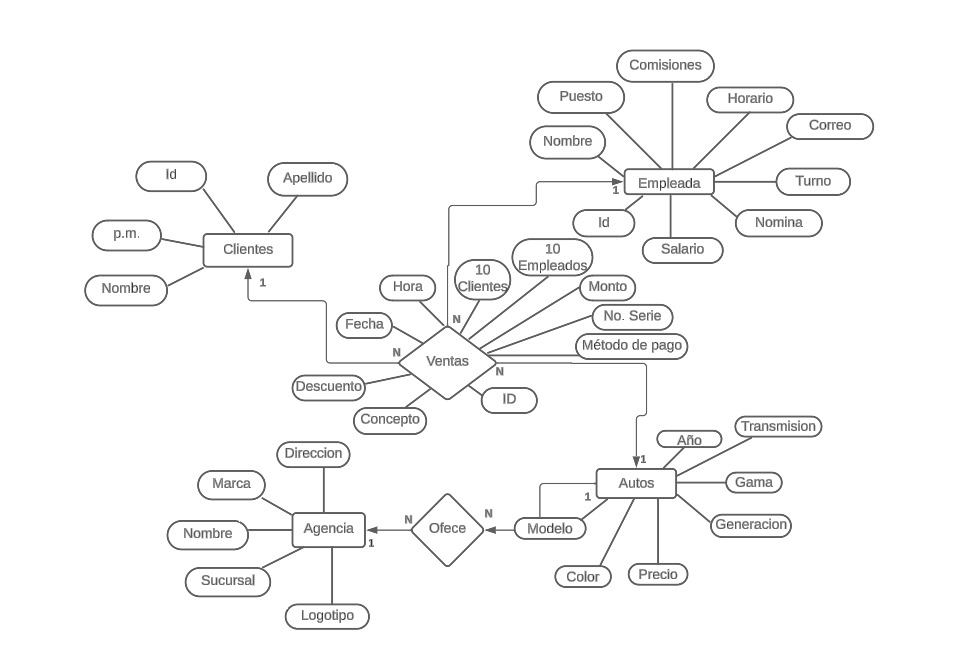 Comisiones
Puesto
Horario
Correo
Nombre
Id
Apellido
Empleada
1
Turno
Id
Nomina
p.m.
Clientes
Salario
Nombre
1
10
Empleados
10
Clientes
Hora
Monto
No. Serie
N
Fecha
Método de pago
N
Ventas
N
Descuento
ID
Concepto
Transmision
Año
Direccion
1
Marca
Autos
Gama
1
Nombre
Agencia
N
Ofece
N
Modelo
Generacion
1
Sucursal
Color
Precio
Logotipo